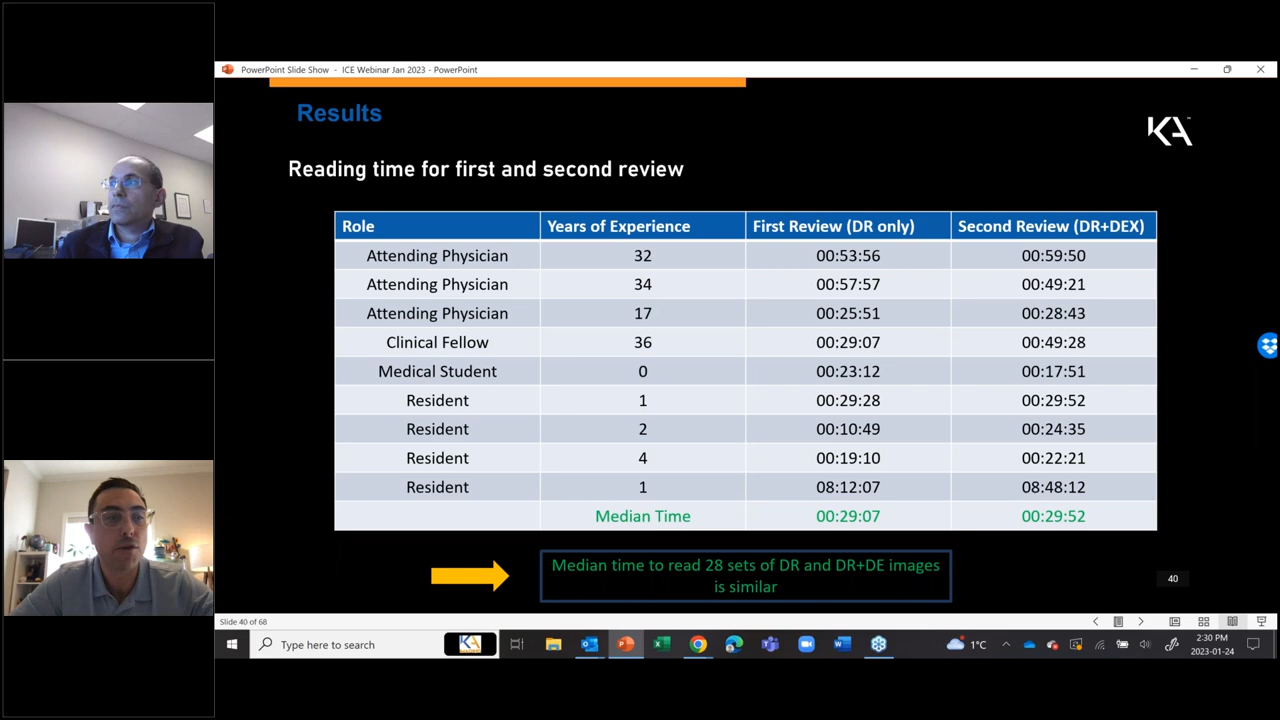 PowerPoint Slide Show - ICE Webinar Jan 2023 - PowerPoint
Results
KA
Reading time for first and second review
Role Years of Experience First Review (DR only) Second Review (DR+DEX)
Attending Physician 32 00:53:56 00:59:50
Attending Physician 34 00:57:57 00:49:21
Attending Physician 17 00:25:51 00:28:43
Clinical Fellow 36 00:29:07 00:49:28
Medical Student 0 00:23:12 00:17:51
Resident 1 00:29:28 00:29:52
Resident 2 00:10:49 00:24:35
Resident 4 00:19:10 00:22:21
Resident 1 08:12:07 08:48:12
Median Time 00:29:07 00:29:52
Median time to read 28 sets of DR and DR+DE images
is similar
40
Slide 40 of 68
Type here to search
KA
1°C
2:30 PM
2023-01-24